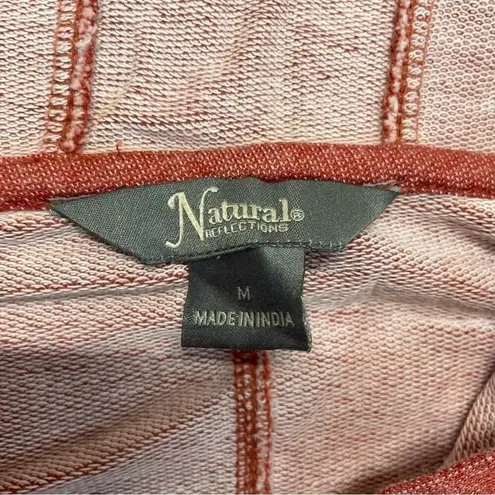 Natural®
REFLECTIONS
M
MADE IN INDIA